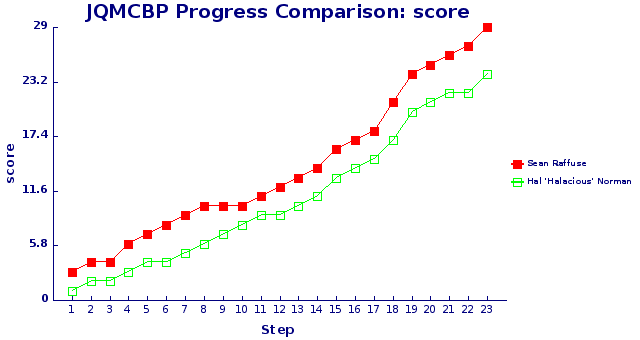 JQMCBP Progress Comparison: score
29
23.2
17.4
11.6
5.8
0
score
1 2 3 4 5 6 7 8 9 10 11 12 13 14 15 16 17 18 19 20 21 22 23
Step
Sean Raffuse
Hal 'Halacious' Norman